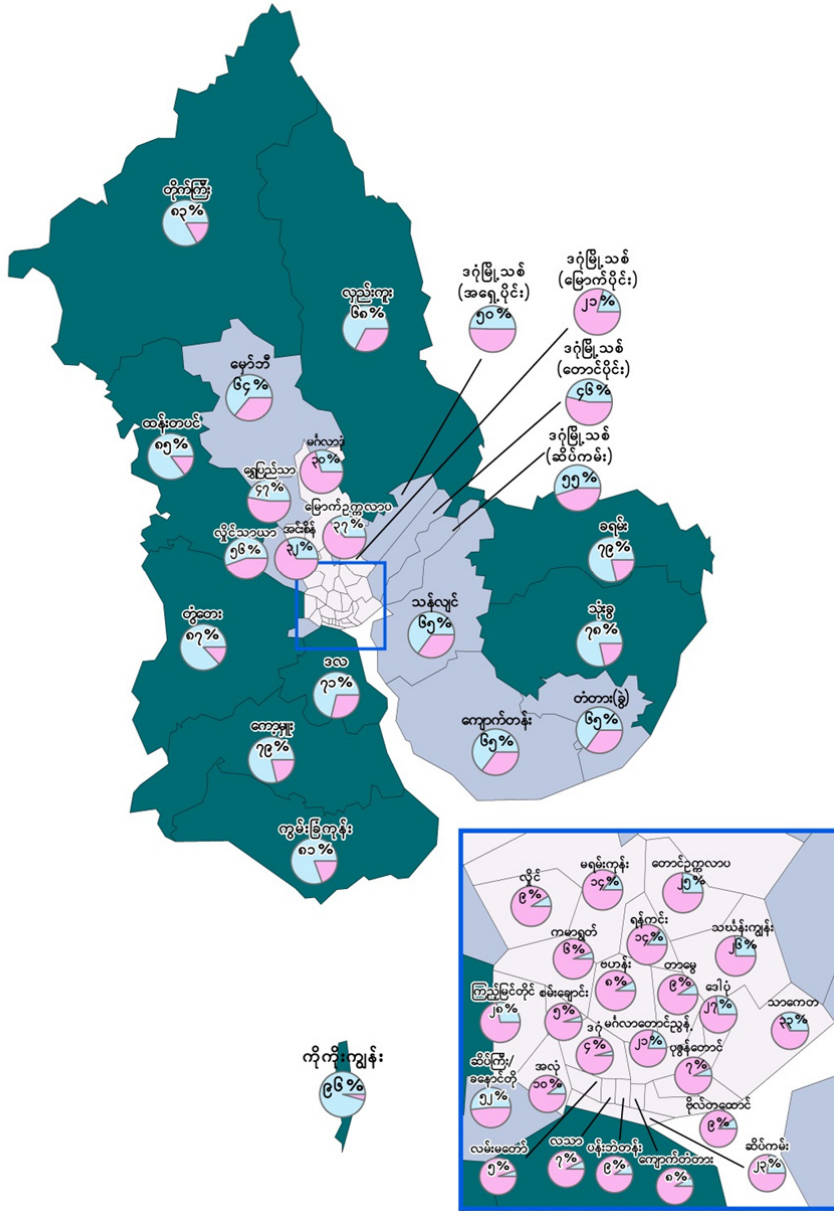 တိုက်ကြီး
၈၃%
လှည်းကူး
၆၈%
ဒဂုံမြို့သစ်
(အရှေ့ပိုင်း)
၅၀%
ဒဂုံမြို့သစ်
(မြောက်ပိုင်း)
၂၁%
ဒဂုံမြို့သစ်
(တောင်ပိုင်း)
၄၆%
ဒဂုံမြို့သစ်
(ဆိပ်ကမ်း)
၅၅%
မှော်ဘီ
၆၄%
ထန်းတပင်
၈၅%
မင်္ဂလာဒုံ
၃၀%
ရွှေပြည်သာ
၄၇%
မြောက်ဥက္ကလာပ
၃၇%
လှိုင်သာယာ
၅၆%
အင်းစိန်
၃၂%
ခရမ်း
၇၉%
သုံးခွ
၇၈%
တွံတေး
၈၇%
သန်လျင်
၆၅%
ဒလ
၇၁%
ကျောက်တန်း
၆၅%
တံတား(ခွဲ)
၆၅%
ကော့မှူး
၇၉%
ကွမ်းခြံကုန်း
၈၁%
ကိုကိုးကျွန်း
၉၆%
လှိုင်
၉%
မရမ်းကုန်း
၁၄%
တောင်ဥက္ကလာပ
၂၅%
ကမာရွတ်
၆%
ရန်ကင်း
၁၄%
သင်္ဃန်းကျွန်း
၂၆%
ဗဟန်း
၈%
တာမွေ
၉%
ဒေါပုံ
၂၇%
သာကေတ
၃၃%
ကြည့်မြင်တိုင်
၂၈%
စမ်းချောင်း
၅%
ဒဂုံ
၄%
မင်္ဂလာတောင်ညွန့်
၂၁%
ပုဇွန်တောင်
၇%
ဆိပ်ကြီး/
ခနောင်တို
၅၂%
အလုံ
၁၀%
ဗိုလ်တထောင်
၉%
လမ်းမတော်
၅%
လသာ
၇%
ပန်းဘဲတန်း
၉%
ကျောက်တံတား
၈%
ဆိပ်ကမ်း
၂၃%